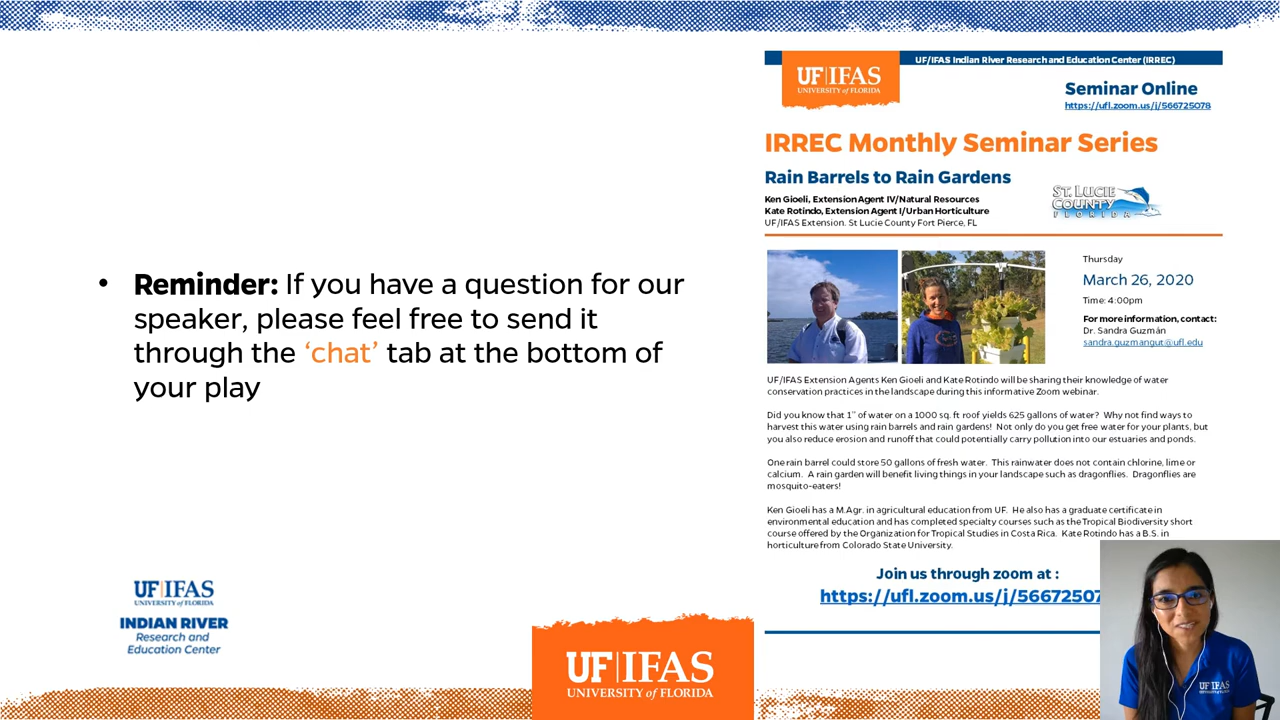 UF/IFAS Indian River Research and Education Center (IRREC)
UF|IFAS
UNIVERSITY of FLORIDA
Seminar Online
https://ufl.zoom.us/j/566725078
IRREC Monthly Seminar Series
Rain Barrels to Rain Gardens
Ken Gioeli, Extension Agent IV/Natural Resources
Kate Rotindo, Extension Agent I/Urban Horticulture
UF/IFAS Extension. St Lucie County Fort Pierce, FL
ST. LUCIE
COUNTY
FLORIDA
Thursday
March 26, 2020
Time: 4:00pm
For more information, contact:
Dr. Sandra Guzmán
sandra.guzmangut@ufl.edu
• Reminder: If you have a question for our
speaker, please feel free to send it
through the ‘chat’ tab at the bottom of
your play
UF/IFAS Extension Agents Ken Gioeli and Kate Rotindo will be sharing their knowledge of water
conservation practices in the landscape during this informative Zoom webinar.
Did you know that 1” of water on a 1000 sq. ft roof yields 625 gallons of water? Why not find ways to
harvest this water using rain barrels and rain gardens! Not only do you get free water for your plants, but
you also reduce erosion and runoff that could potentially carry pollution into our estuaries and ponds.
One rain barrel could store 50 gallons of fresh water. This rainwater does not contain chlorine, lime or
calcium. A rain garden will benefit living things in your landscape such as dragonflies. Dragonflies are
mosquito-eaters!
Ken Gioeli has a M.Agr. in agricultural education from UF. He also has a graduate certificate in
environmental education and has completed specialty courses such as the Tropical Biodiversity short
course offered by the Organization for Tropical Studies in Costa Rica. Kate Rotindo has a B.S. in
horticulture from Colorado State University.
Join us through zoom at :
https://ufl.zoom.us/j/56672507
UF|IFAS
UNIVERSITY of FLORIDA
INDIAN RIVER
Research and
Education Center
UF|IFAS
UNIVERSITY of FLORIDA
UF IFAS